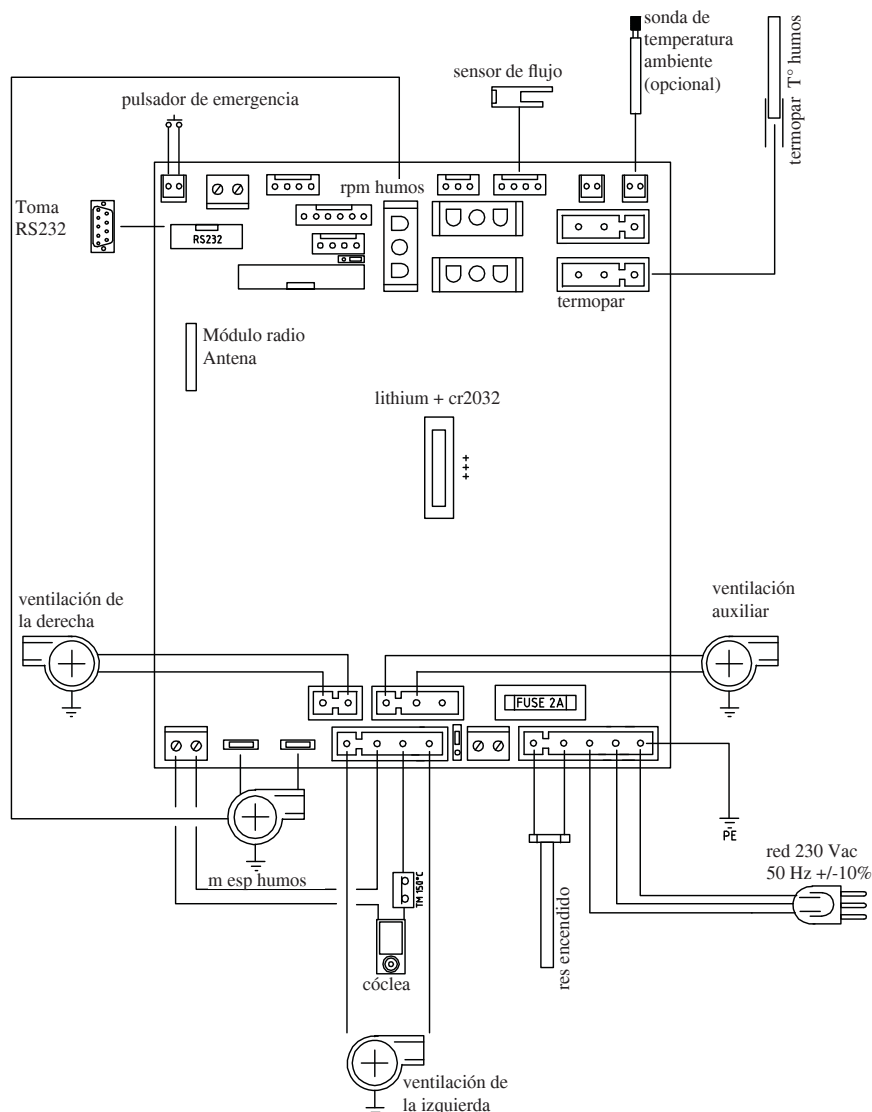 sonda de
temperatura
ambiente
(opcional)
termopar T° humos
sensor de flujo
pulsador de emergencia
rpm humos
Toma
RS232
RS232
termopar
Módulo radio
Antena
lithium + cr2032
+++
ventilación de
la derecha
ventilación
auxiliar
FUSE 2A
PE
red 230 Vac
50 Hz +/-10%
m esp humos
TM 150°C
res encendido
cóclea
ventilación de
la izquierda